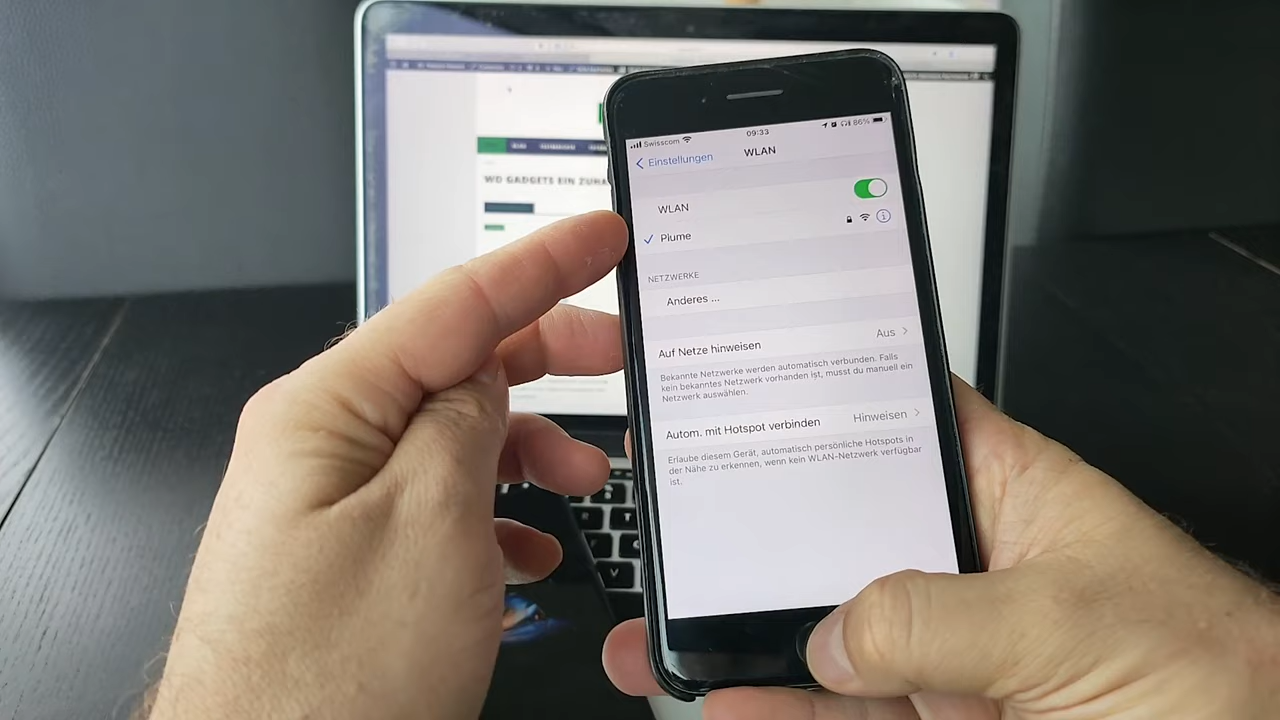 Swisscom
09:33
86%
Einstellungen
WLAN
WLAN
Plume
NETZWERKE
Anderes ...
Auf Netze hinweisen
Aus
Bekannte Netzwerke werden automatisch verbunden. Falls
kein bekanntes Netzwerk vorhanden ist, musst du manuell ein
Netzwerk auswählen.
Autom. mit Hotspot verbinden
Hinweisen
Erlaube diesem Gerät, automatisch persönliche Hotspots in
der Nähe zu erkennen, wenn kein WLAN-Netzwerk verfügbar
ist.
WD GADGETS EIN ZUHA